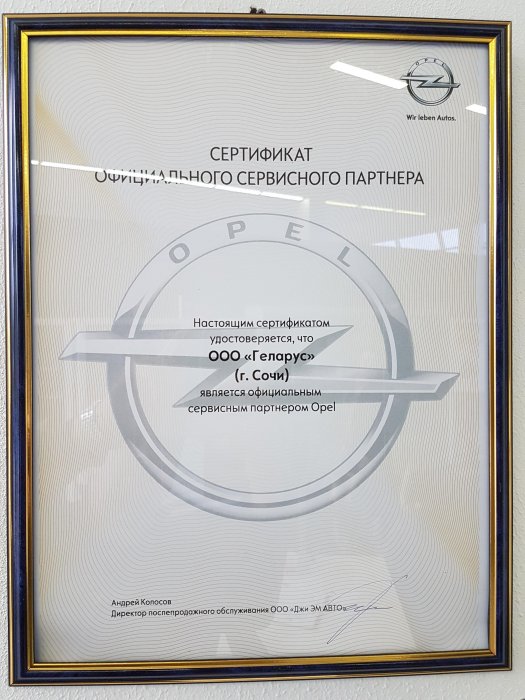 OPEL
Wir leben Autos.
СЕРТИФИКАТ
ОФИЦИАЛЬНОГО СЕРВИСНОГО ПАРТНЕРА
OPEL
Настоящим сертификатом
удостоверяется, что
ООО «Геларус»
(г. Сочи)
является официальным
сервисным партнером Opel
Андрей Колосов
Директор послепродажного обслуживания ООО «Джи ЭМ АВТО»